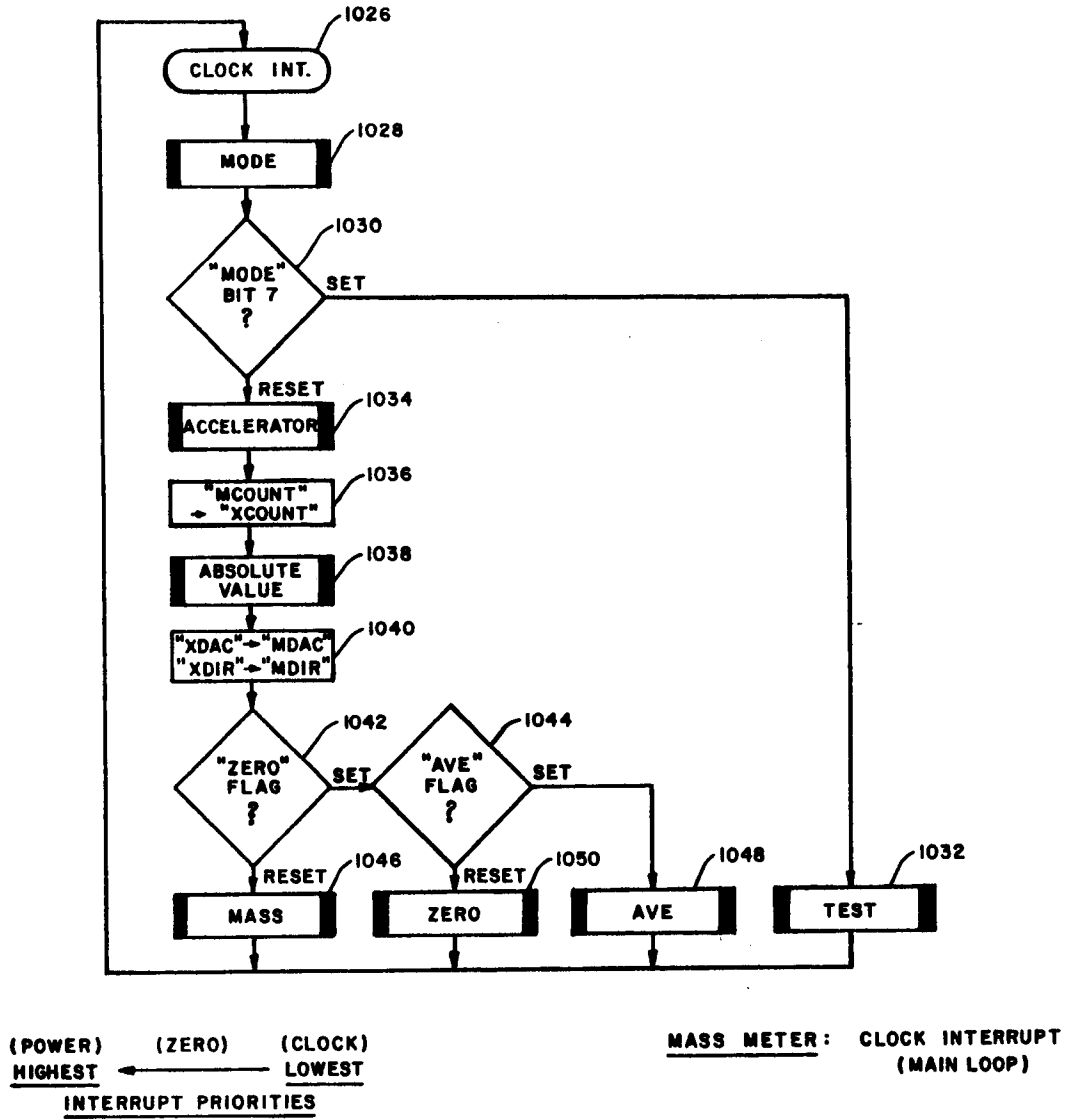 1026
CLOCK INT.
1028
MODE
1030
"MODE"
BIT 7
?
SET
RESET
1034
ACCELERATOR
1036
"MCOUNT"
→ "XCOUNT"
1038
ABSOLUTE
VALUE
1040
"XDAC"→"MDAC"
"XDIR"→"MDIR"
1042
"ZERO"
FLAG
?
SET
1044
"AVE"
FLAG
?
SET
RESET
1046
MASS
RESET
1050
ZERO
1048
AVE
1032
TEST
(POWER) (ZERO) (CLOCK)
HIGHEST ← LOWEST
INTERRUPT PRIORITIES
MASS METER: CLOCK INTERRUPT
(MAIN LOOP)